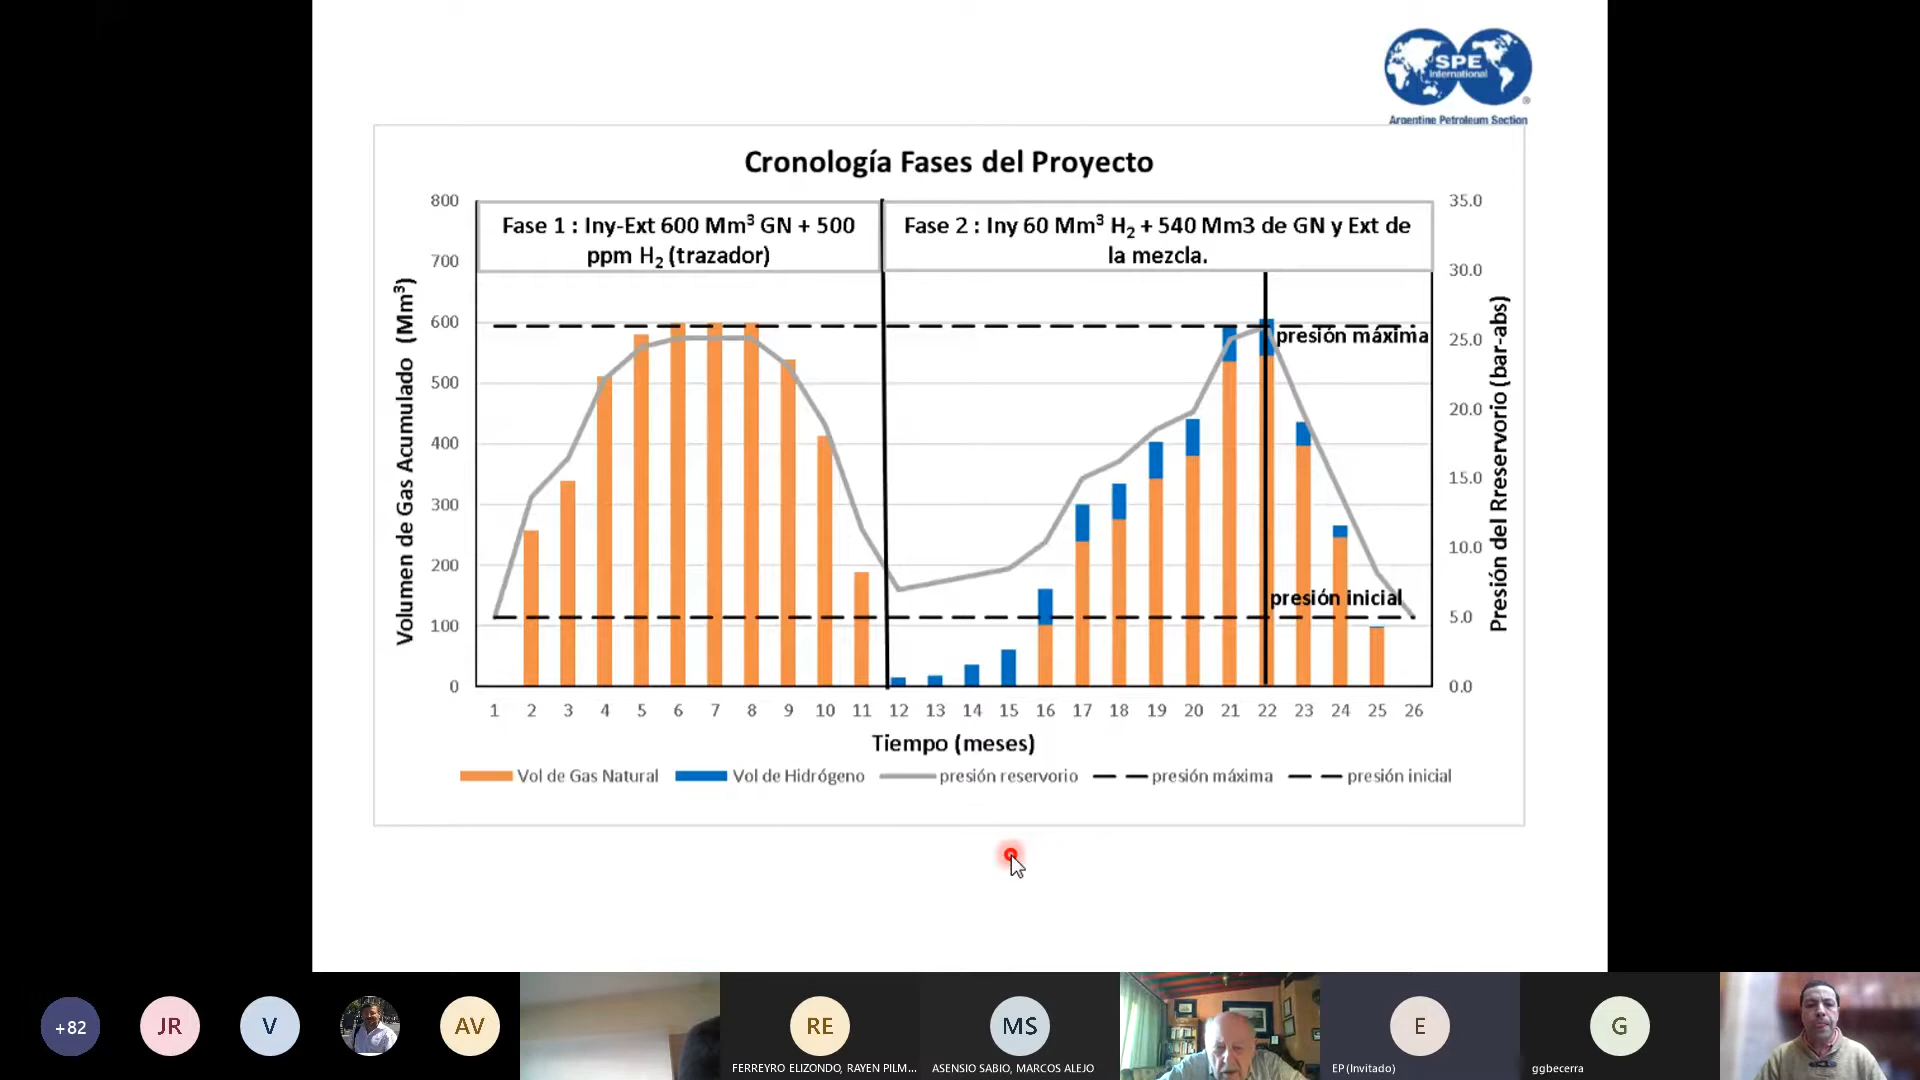 SPE
International
®
Argentine Petroleum Section
Cronología Fases del Proyecto
Fase 1 : Iny-Ext 600 Mm³ GN + 500
ppm H₂ (trazador)
Fase 2 : Iny 60 Mm³ H₂ + 540 Mm3 de GN y Ext de
la mezcla.
Volumen de Gas Acumulado (Mm³)
800
700
600
500
400
300
200
100
0
35.0
30.0
25.0
20.0
15.0
10.0
5.0
0.0
Presión del Rreservorio (bar-abs)
presión máxima
presión inicial
1 2 3 4 5 6 7 8 9 10 11 12 13 14 15 16 17 18 19 20 21 22 23 24 25 26
Tiempo (meses)
Vol de Gas Natural Vol de Hidrógeno presión reservorio presión máxima presión inicial
+82 JR V AV RE MS E G
FERREYRO ELIZONDO, RAYEN PILM... ASENSIO SABIO, MARCOS ALEJO EP (Invitado) ggbecerra